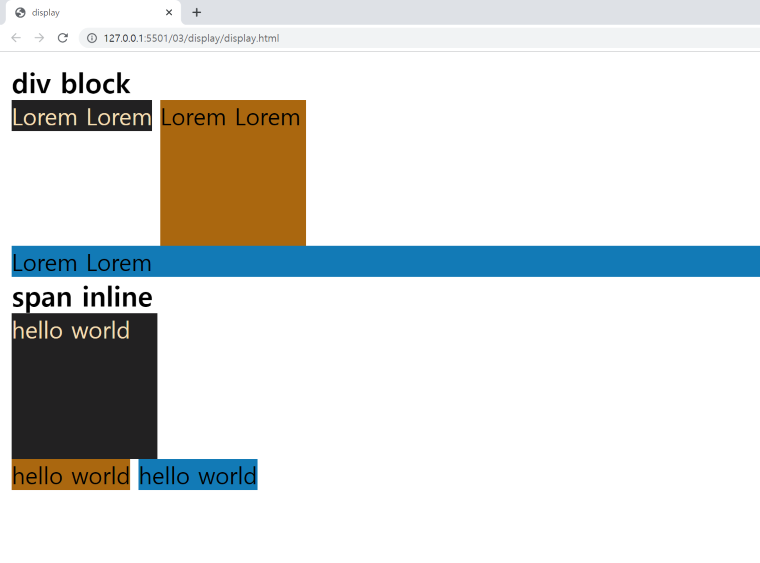 display
127.0.0.1:5501/03/display/display.html
div block
Lorem Lorem Lorem Lorem
Lorem Lorem
span inline
hello world
hello world hello world